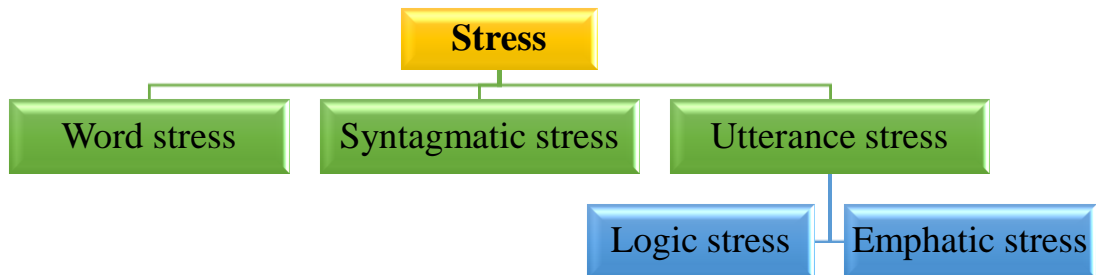 Stress
Word stress
Syntagmatic stress
Utterance stress
Logic stress
Emphatic stress